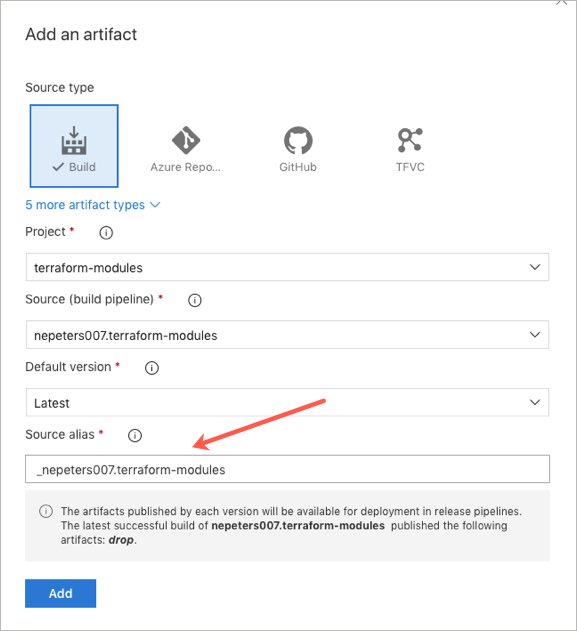 Add an artifact
Source type
Build
Azure Repo...
GitHub
TFVC
5 more artifact types
Project *
terraform-modules
Source (build pipeline) *
nepeters007.terraform-modules
Default version *
Latest
Source alias *
_nepeters007.terraform-modules
The artifacts published by each version will be available for deployment in release pipelines.
The latest successful build of nepeters007.terraform-modules published the following
artifacts: drop.
Add